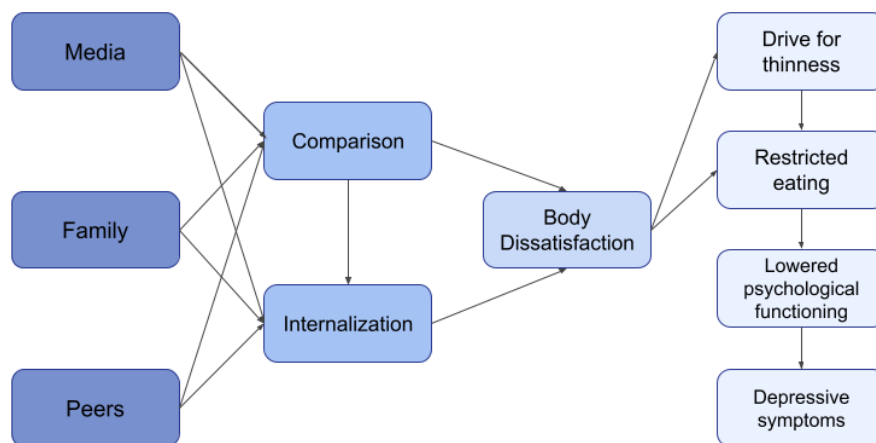 Media
Family
Peers
Comparison
Internalization
Body
Dissatisfaction
Drive for
thinness
Restricted
eating
Lowered
psychological
functioning
Depressive
symptoms